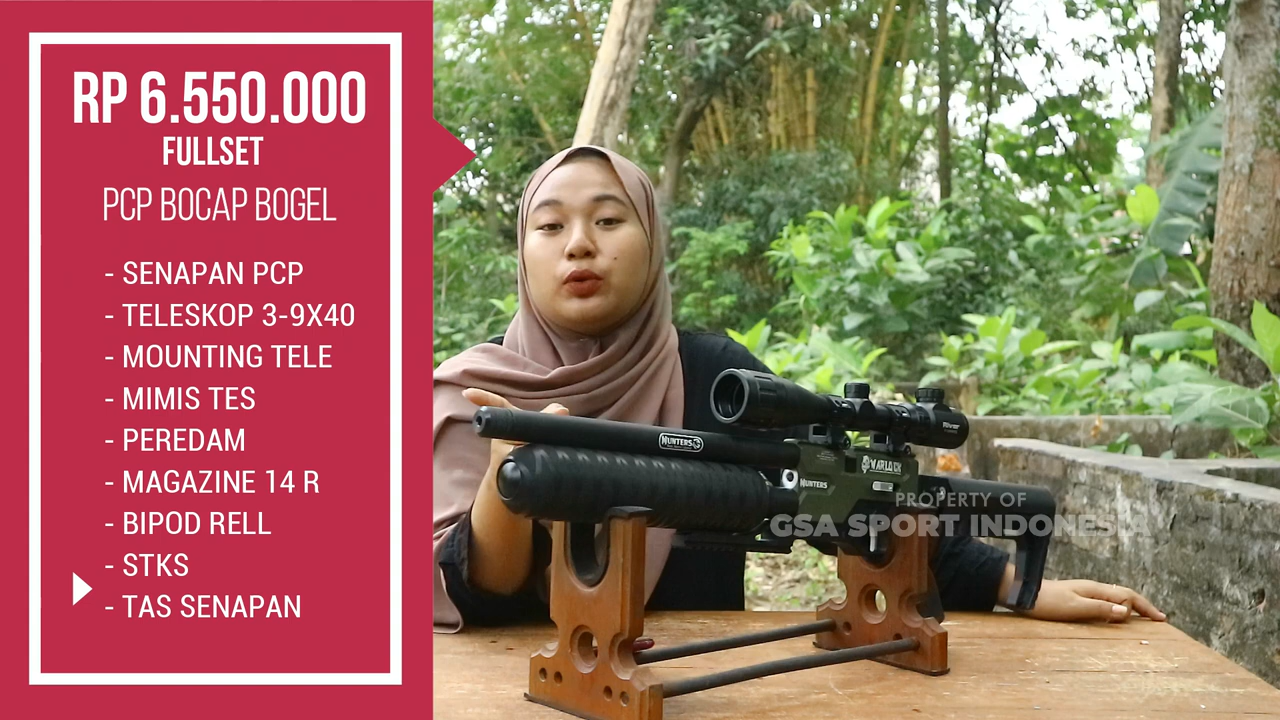 RP 6.550.000
FULLSET
PCP BOCAP BOGEL
- SENAPAN PCP
- TELESKOP 3-9X40
- MOUNTING TELE
- MIMIS TES
- PEREDAM
- MAGAZINE 14 R
- BIPOD RELL
- STKS
- TAS SENAPAN
HUNTERS
WARLOCK
HUNTERS
PROPERTY OF
GSA SPORT INDONESIA